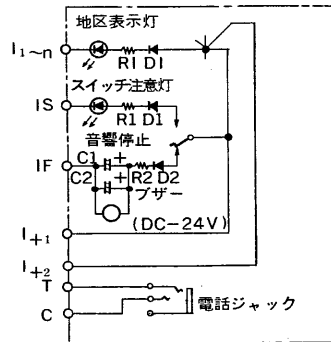 地区表示灯
I1~n
R1 D1
スイッチ注意灯
IS
R1 D1
音響停止
C1 +
IF
C2 +
R2 D2
ブザー
(DC-24V)
I+1
I+2
T
電話ジャック
C